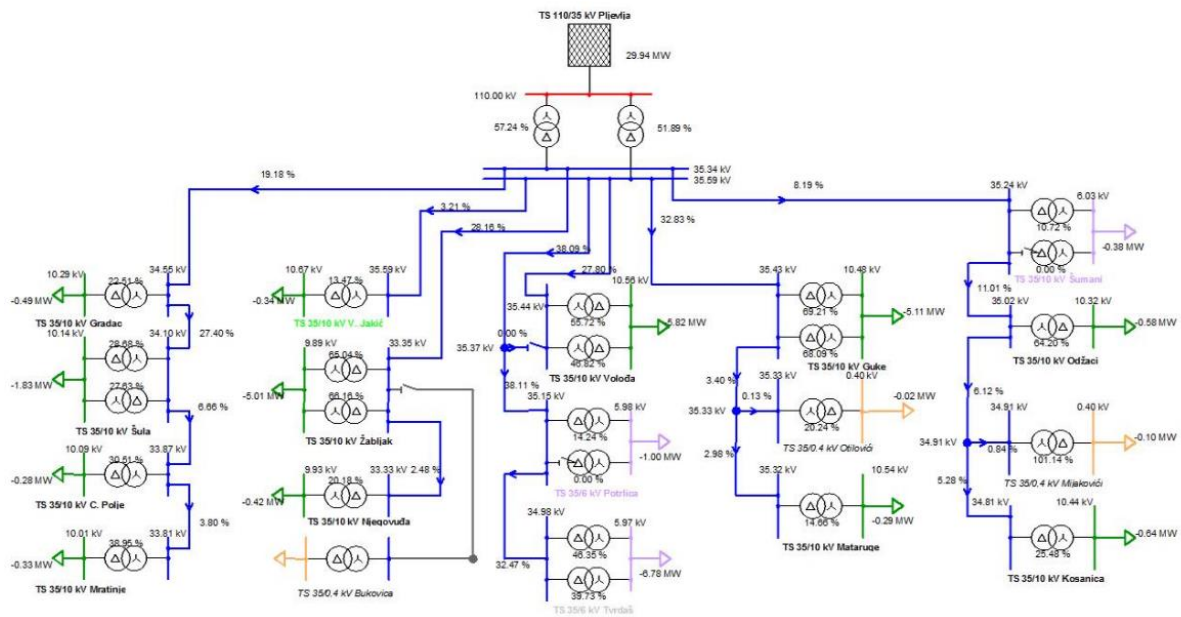 TS 110/35 kV Pljevlja
29.94 MW
110.00 kV
57.24 %
51.89 %
35.34 kV
35.59 kV
19.18 %
3.21 %
28.16 %
38.09 %
27.80 %
32.83 %
8.19 %
10.29 kV
34.55 kV
22.51 %
-0.49 MW
TS 35/10 kV Gradac
10.14 kV
34.10 kV
27.40 %
28.68 %
-1.83 MW
27.63 %
TS 35/10 kV Šula
6.66 %
10.09 kV
33.87 kV
30.51 %
-0.28 MW
TS 35/10 kV C. Polje
3.80 %
10.01 kV
33.81 kV
38.95 %
-0.33 MW
TS 35/10 kV Mratinje
10.67 kV
35.59 kV
13.47 %
-0.34 MW
TS 35/10 kV V. Jakić
9.89 kV
33.35 kV
65.04 %
-5.01 MW
66.16 %
TS 35/10 kV Žabljak
2.48 %
9.93 kV
33.33 kV
20.18 %
-0.42 MW
TS 35/10 kV Njegovuđa
TS 35/0.4 kV Bukovica
35.44 kV
10.56 kV
55.72 %
-5.82 MW
0.00 %
35.37 kV
46.82 %
TS 35/10 kV Volođa
38.11 %
35.15 kV
5.98 kV
14.24 %
-1.00 MW
0.00 %
TS 35/6 kV Potrlica
34.98 kV
5.97 kV
32.47 %
46.35 %
-6.78 MW
39.73 %
TS 35/6 kV Tvrdaš
35.43 kV
10.48 kV
69.21 %
-5.11 MW
68.09 %
TS 35/10 kV Guke
3.40 %
35.33 kV
0.40 kV
0.13 %
-0.02 MW
35.33 kV
20.24 %
TS 35/0.4 kV Otilovići
2.98 %
35.32 kV
10.54 kV
14.66 %
-0.29 MW
TS 35/10 kV Mataruge
35.24 kV
6.03 kV
10.72 %
-0.38 MW
0.00 %
TS 35/10 kV Šumani
11.01 %
35.02 kV
10.32 kV
-0.58 MW
64.20 %
TS 35/10 kV Odžaci
6.12 %
34.91 kV
0.40 kV
34.91 kV
0.84 %
-0.10 MW
101.14 %
TS 35/0.4 kV Mijakovići
5.28 %
34.81 kV
10.44 kV
25.48 %
-0.64 MW
TS 35/10 kV Kosanica